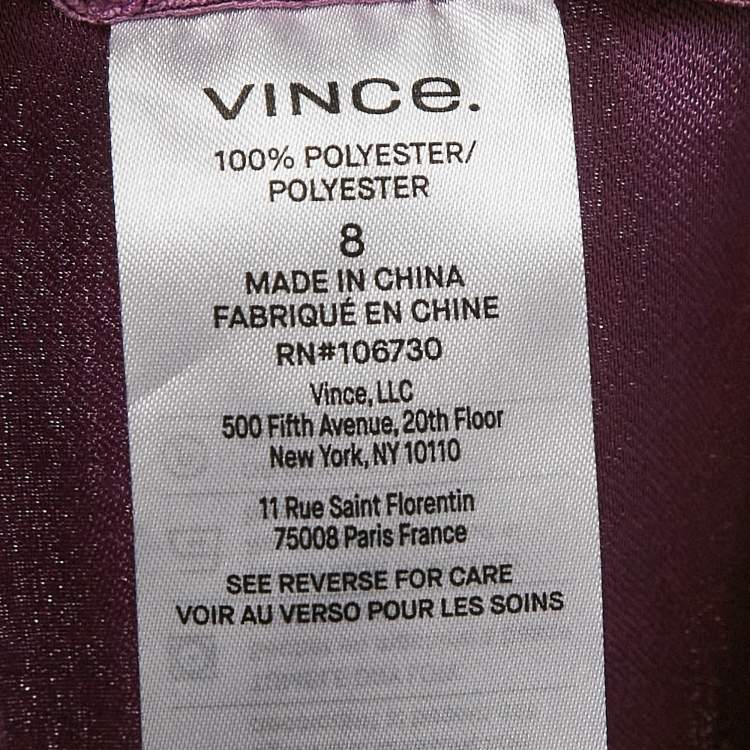 VINCe.
100% POLYESTER/
POLYESTER
8
MADE IN CHINA
FABRIQUÉ EN CHINE
RN#106730
Vince, LLC
500 Fifth Avenue, 20th Floor
New York, NY 10110
11 Rue Saint Florentin
75008 Paris France
SEE REVERSE FOR CARE
VOIR AU VERSO POUR LES SOINS